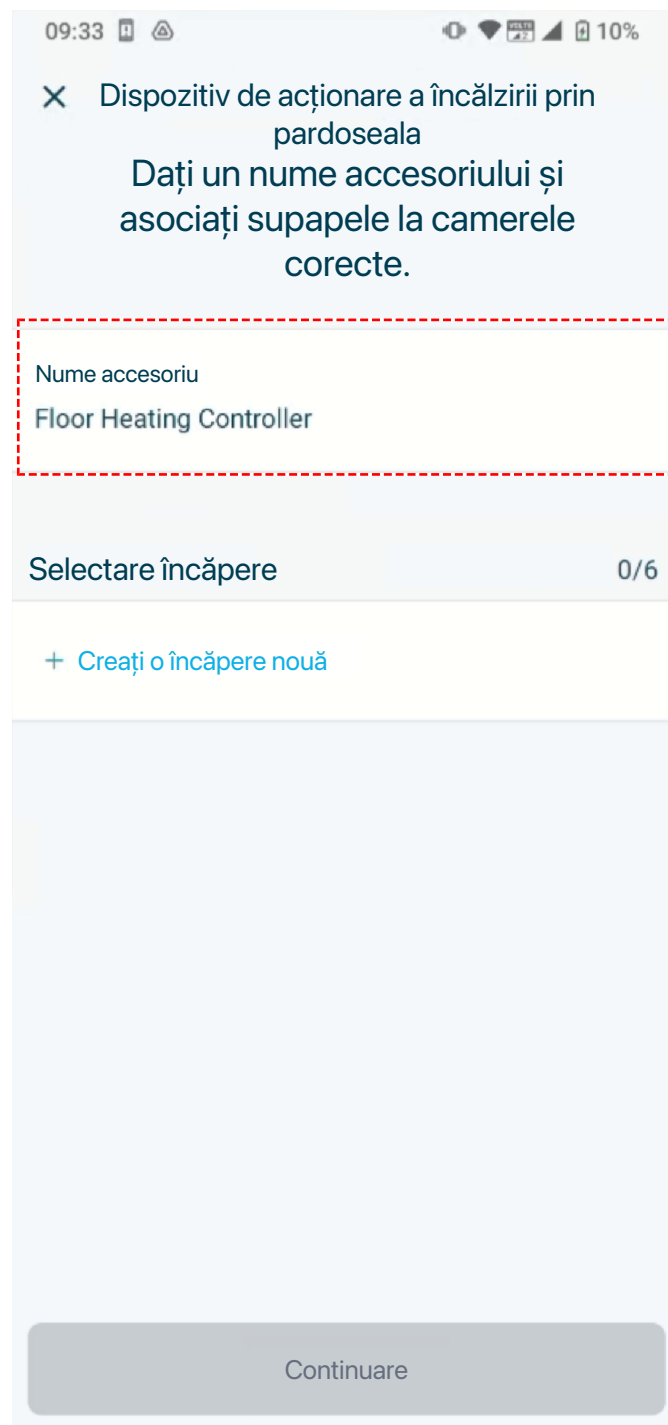 09:33 10%
Dispozitiv de acționare a încălzirii prin
pardoseala
Dați un nume accesoriului și
asociați supapele la camerele
corecte.
Nume accesoriu
Floor Heating Controller
Selectare încăpere 0/6
+ Creați o încăpere nouă
Continuare